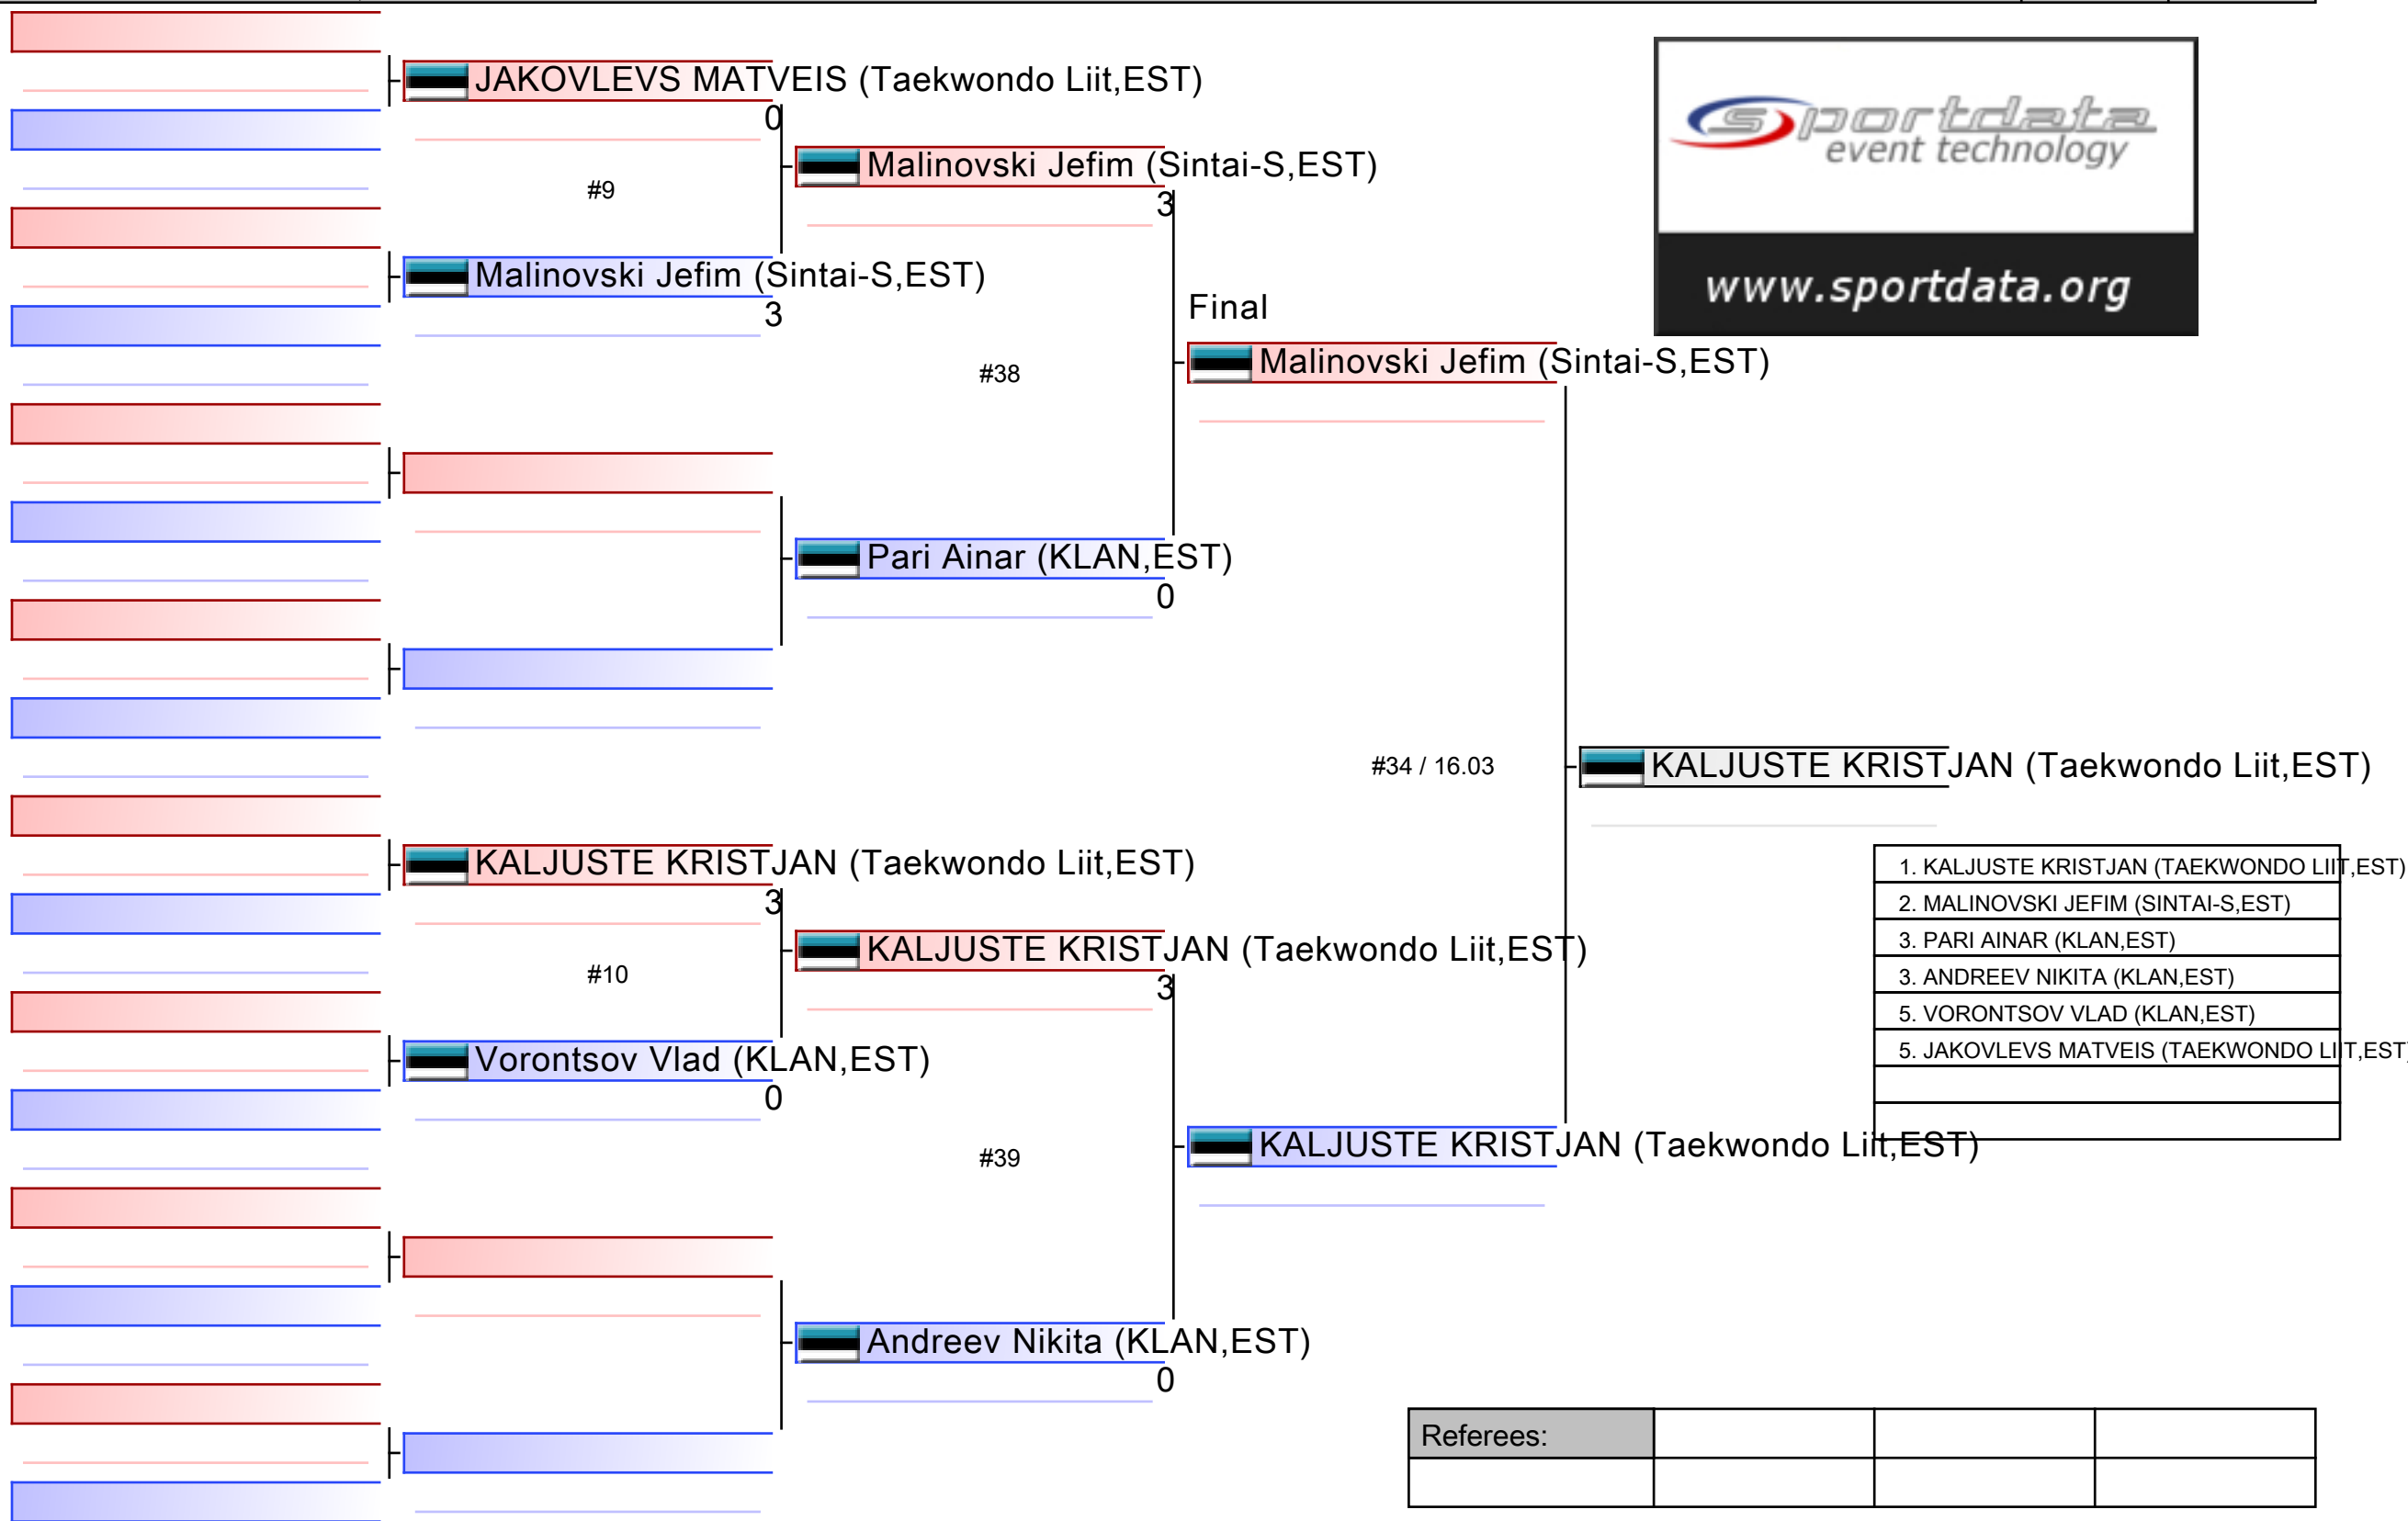 JAKOVLEVS MATVEIS (Taekwondo Liit,EST)
0
#9
Malinovski Jefim (Sintai-S,EST)
3
Malinovski Jefim (Sintai-S,EST)
3
#38
Pari Ainar (KLAN,EST)
0
Final
Malinovski Jefim (Sintai-S,EST)
sportdata
event technology
www.sportdata.org
#34 / 16.03
KALJUSTE KRISTJAN (Taekwondo Liit,EST)
KALJUSTE KRISTJAN (Taekwondo Liit,EST)
3
#10
Vorontsov Vlad (KLAN,EST)
0
KALJUSTE KRISTJAN (Taekwondo Liit,EST)
3
#39
Andreev Nikita (KLAN,EST)
0
KALJUSTE KRISTJAN (Taekwondo Liit,EST)
1. KALJUSTE KRISTJAN (TAEKWONDO LIIT,EST)
2. MALINOVSKI JEFIM (SINTAI-S,EST)
3. PARI AINAR (KLAN,EST)
3. ANDREEV NIKITA (KLAN,EST)
5. VORONTSOV VLAD (KLAN,EST)
5. JAKOVLEVS MATVEIS (TAEKWONDO LIIT,EST)
Referees: